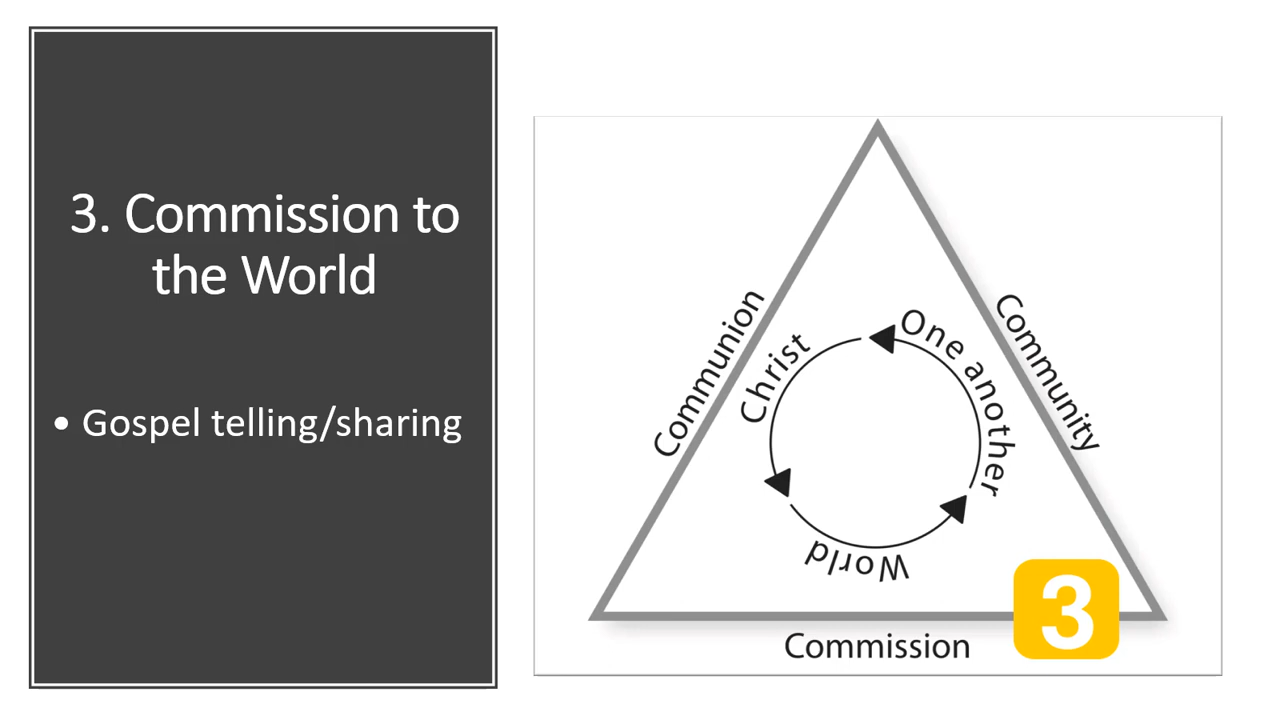 3. Commission to
the World
• Gospel telling/sharing
Communion
Community
Christ
One another
World
Commission
3